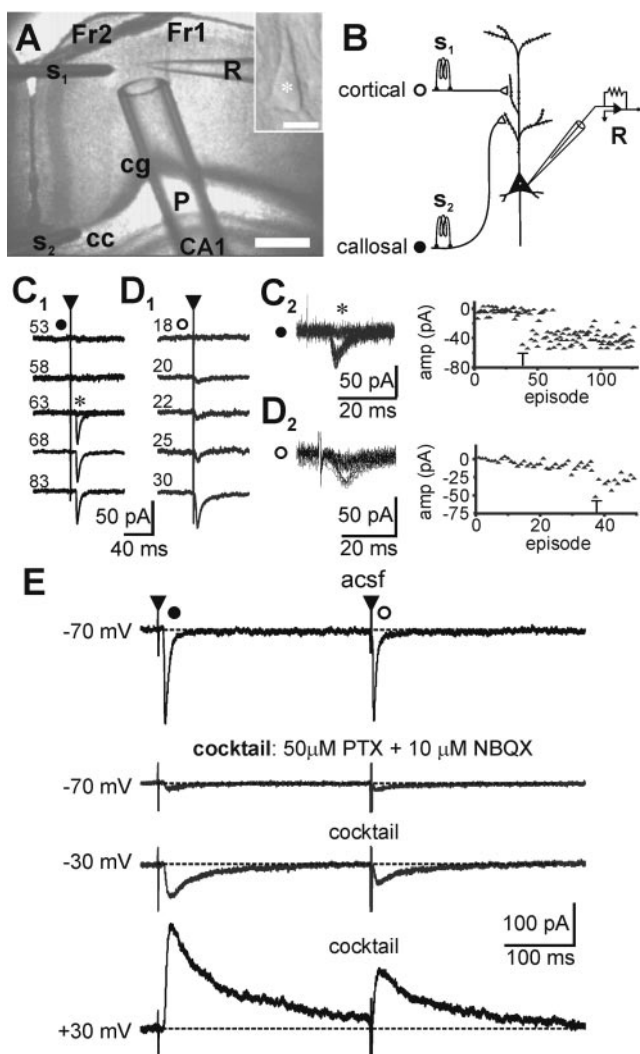 A
Fr2
Fr1
s1
R
*
cg
P
s2
cc
CA1
B
s1
cortical
R
s2
callosal
C1
53
58
63
*
68
83
50 pA
40 ms
D1
18
20
22
25
30
C2
*
50 pA
20 ms
amp (pA)
0
-40
-80
0
50
100
episode
D2
50 pA
20 ms
amp (pA)
0
-25
-50
-75
0
20
40
episode
E
acsf
-70 mV
cocktail: 50µM PTX + 10 µM NBQX
-70 mV
cocktail
-30 mV
cocktail
100 pA
100 ms
+30 mV